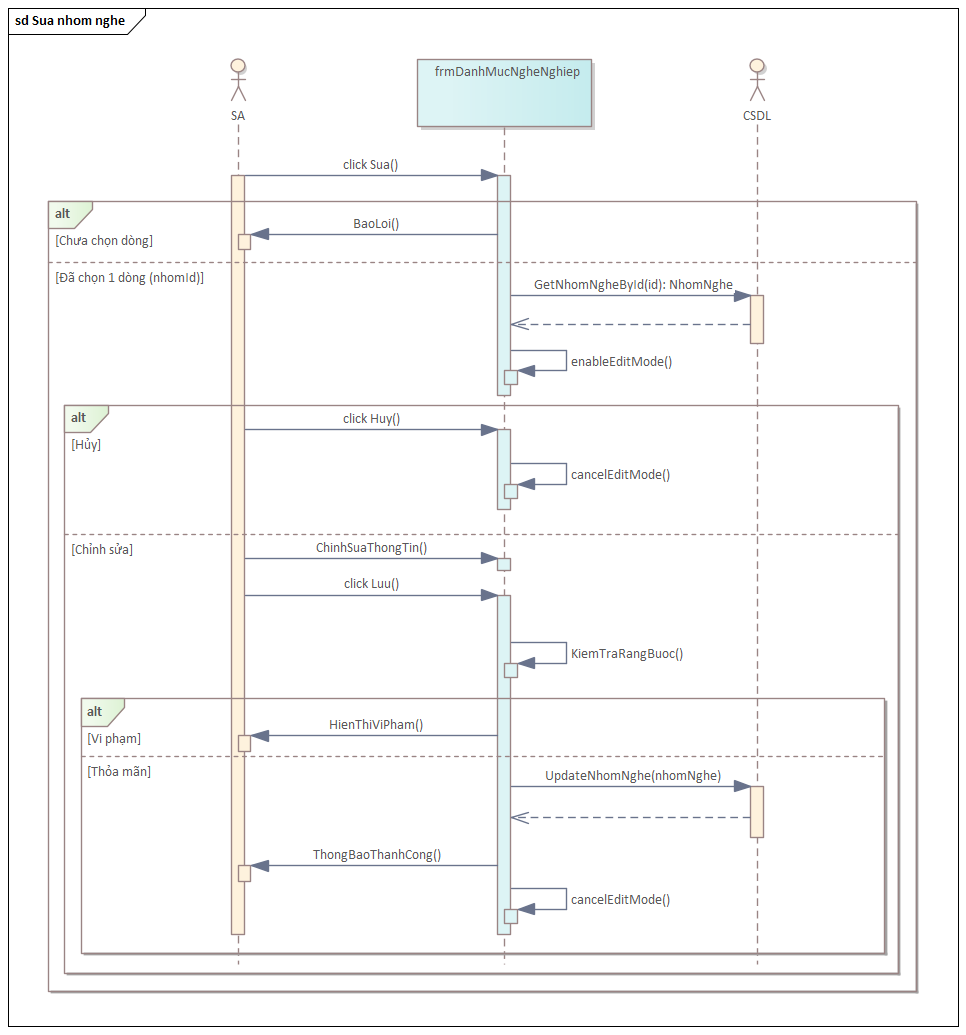 sd Sua nhom nghe
SA
frmDanhMucNgheNghiep
CSDL
click Sua()
alt
BaoLoi()
[Chưa chọn dòng]
[Đã chọn 1 dòng (nhomId)]
GetNhomNgheById(id): NhomNghe
enableEditMode()
alt
click Huy()
[Hủy]
cancelEditMode()
[Chỉnh sửa]
ChinhSuaThongTin()
click Luu()
KiemTraRangBuoc()
alt
HienThiViPham()
[Vi phạm]
[Thỏa mãn]
UpdateNhomNghe(nhomNghe)
ThongBaoThanhCong()
cancelEditMode()